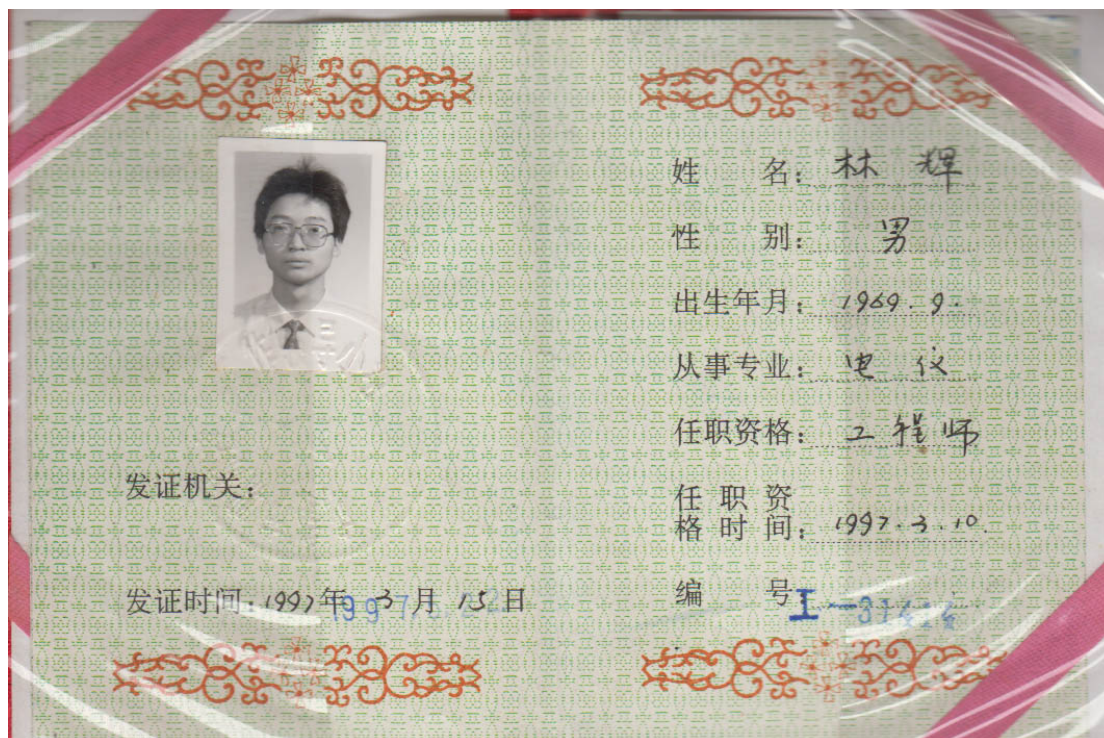 姓名：林辉
性别：男
出生年月：1969.9.
从事专业：电仪
任职资格：工程师
任职资
格时间：1997.3.10.
编号：I—31
发证机关：
发证时间：1997年3月15日